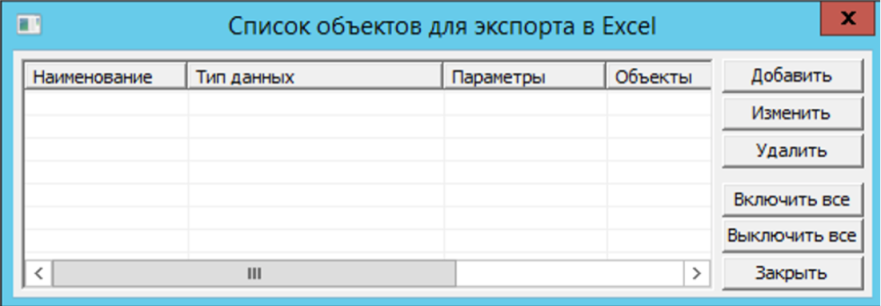 Список объектов для экспорта в Excel
x
Наименование Тип данных Параметры Объекты
Добавить
Изменить
Удалить
Включить все
Выключить все
Закрыть